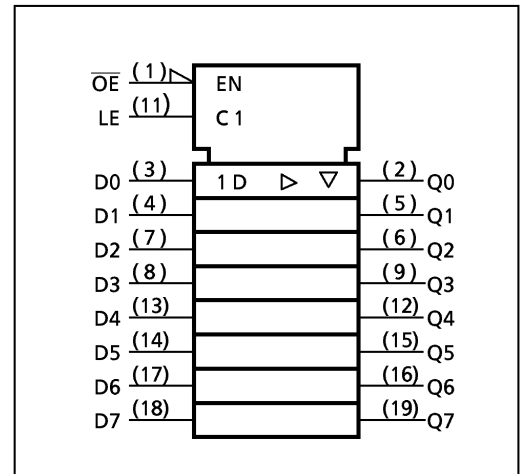 OE (1) EN
LE (11) C1
D0 (3) 1D ▷ ▽ (2) Q0
D1 (4) (5) Q1
D2 (7) (6) Q2
D3 (8) (9) Q3
D4 (13) (12) Q4
D5 (14) (15) Q5
D6 (17) (16) Q6
D7 (18) (19) Q7